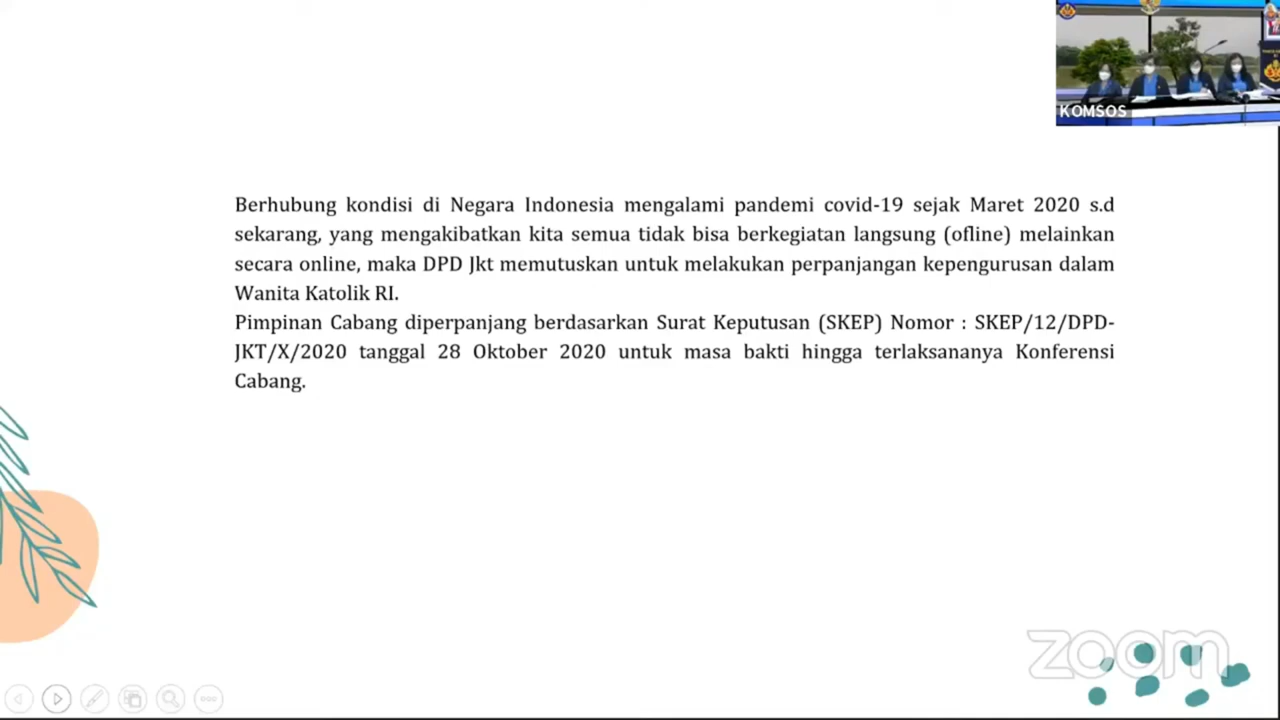 KOMSOS
Berhubung kondisi di Negara Indonesia mengalami pandemi covid-19 sejak Maret 2020 s.d
sekarang, yang mengakibatkan kita semua tidak bisa berkegiatan langsung (ofline) melainkan
secara online, maka DPD Jkt memutuskan untuk melakukan perpanjangan kepengurusan dalam
Wanita Katolik RI.
Pimpinan Cabang diperpanjang berdasarkan Surat Keputusan (SKEP) Nomor : SKEP/12/DPD-
JKT/X/2020 tanggal 28 Oktober 2020 untuk masa bakti hingga terlaksananya Konferensi
Cabang.
zoom